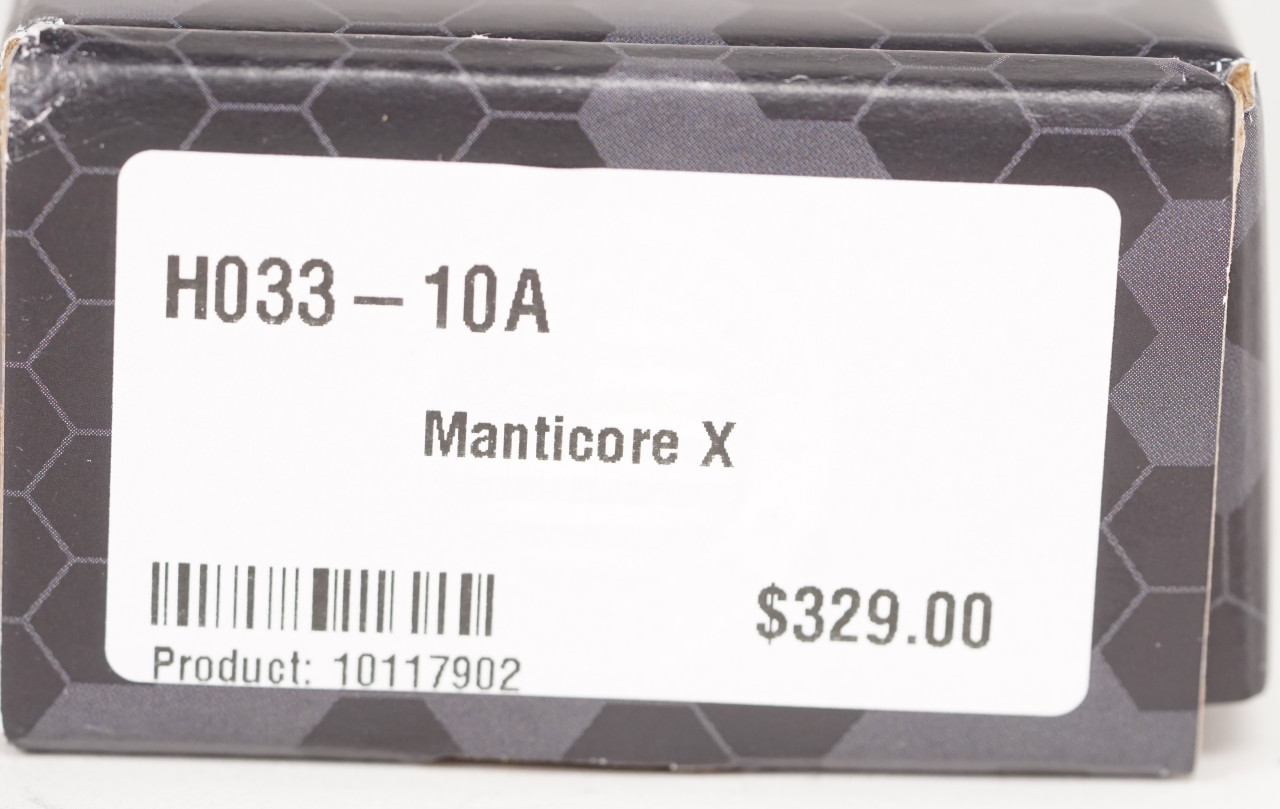 H033 – 10A
Manticore X
$329.00
Product: 10117902